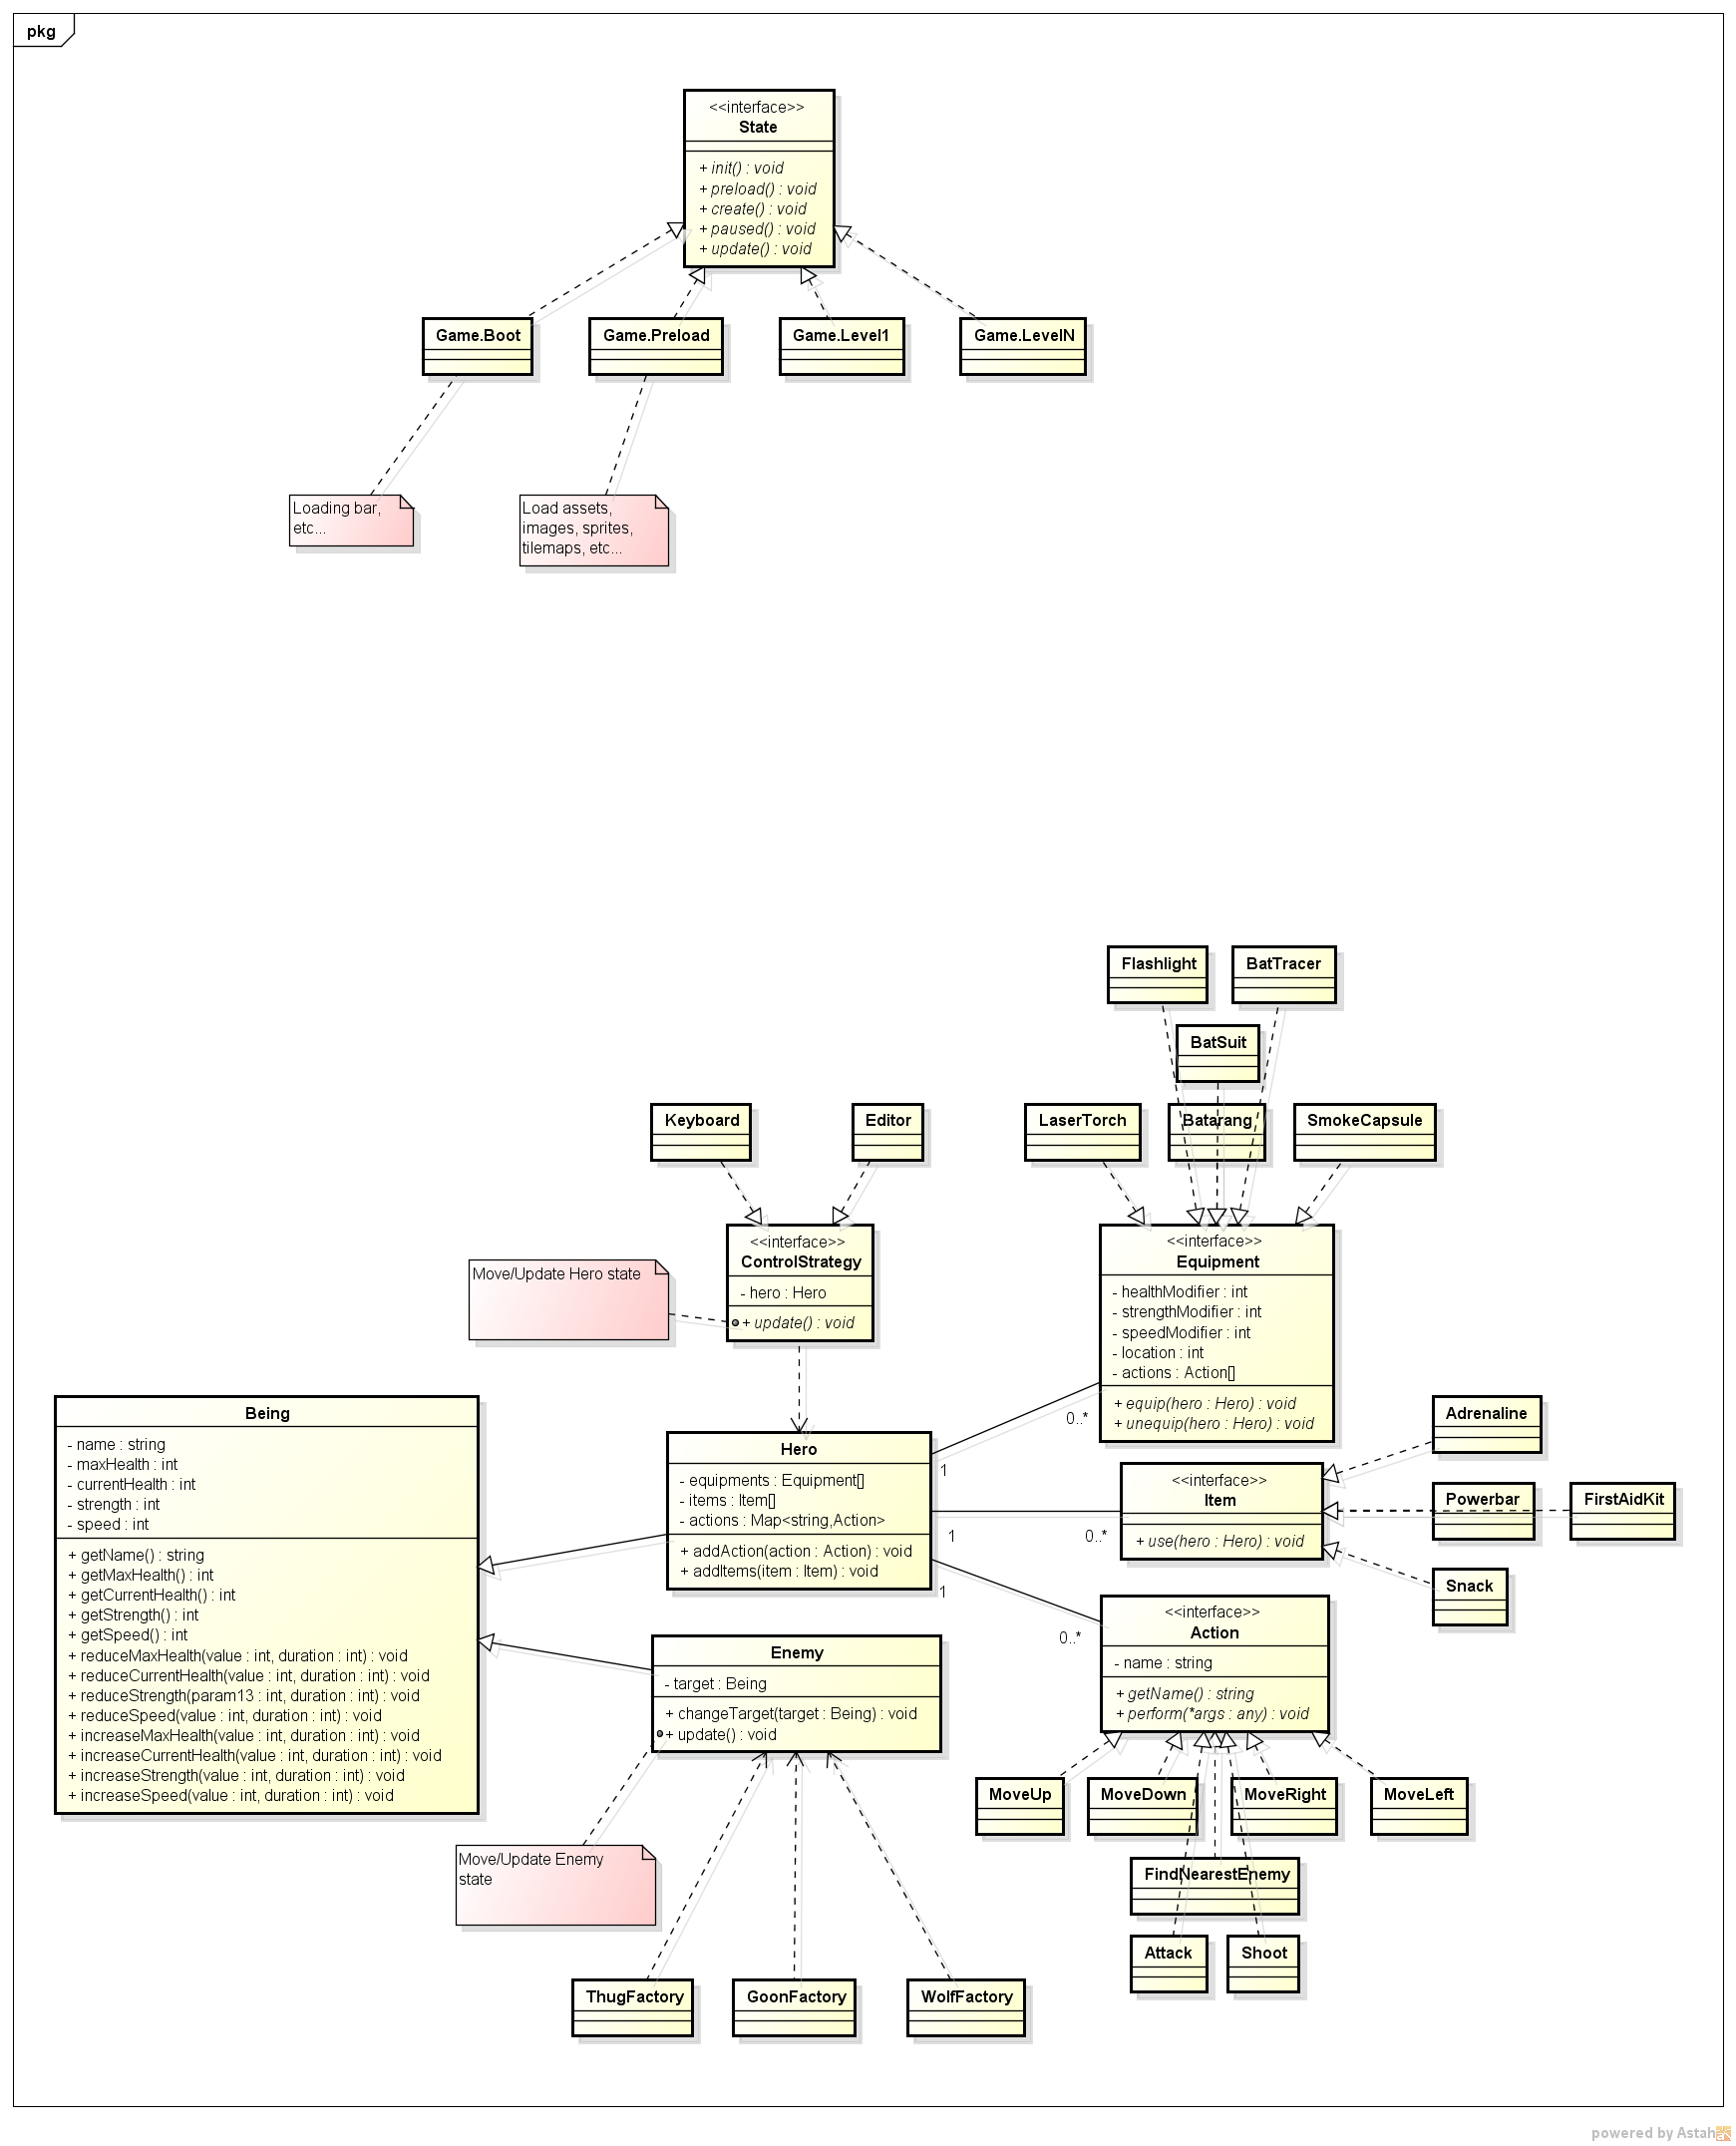 pkg
<<interface>>
State
+ init() : void
+ preload() : void
+ create() : void
+ paused() : void
+ update() : void
Game.Boot
Game.Preload
Game.Level1
Game.LevelN
Loading bar,
etc...
Load assets,
images, sprites,
tilemaps, etc...
Flashlight
BatTracer
BatSuit
Keyboard
Editor
LaserTorch
Batarang
SmokeCapsule
<<interface>>
ControlStrategy
- hero : Hero
+ update() : void
Move/Update Hero state
<<interface>>
Equipment
- healthModifier : int
- strengthModifier : int
- speedModifier : int
- location : int
- actions : Action[]
+ equip(hero : Hero) : void
+ unequip(hero : Hero) : void
Being
- name : string
- maxHealth : int
- currentHealth : int
- strength : int
- speed : int
+ getName() : string
+ getMaxHealth() : int
+ getCurrentHealth() : int
+ getStrength() : int
+ getSpeed() : int
+ reduceMaxHealth(value : int, duration : int) : void
+ reduceCurrentHealth(value : int, duration : int) : void
+ reduceStrength(param13 : int, duration : int) : void
+ reduceSpeed(value : int, duration : int) : void
+ increaseMaxHealth(value : int, duration : int) : void
+ increaseCurrentHealth(value : int, duration : int) : void
+ increaseStrength(value : int, duration : int) : void
+ increaseSpeed(value : int, duration : int) : void
Hero
- equipments : Equipment[]
- items : Item[]
- actions : Map<string,Action>
+ addAction(action : Action) : void
+ addItems(item : Item) : void
0..*
1
1
0..*
1
0..*
<<interface>>
Item
+ use(hero : Hero) : void
Adrenaline
Powerbar
FirstAidKit
Snack
<<interface>>
Action
- name : string
+ getName() : string
+ perform(*args : any) : void
Enemy
- target : Being
+ changeTarget(target : Being) : void
+ update() : void
Move/Update Enemy
state
MoveUp
MoveDown
MoveRight
MoveLeft
FindNearestEnemy
Attack
Shoot
ThugFactory
GoonFactory
WolfFactory
powered by Astah